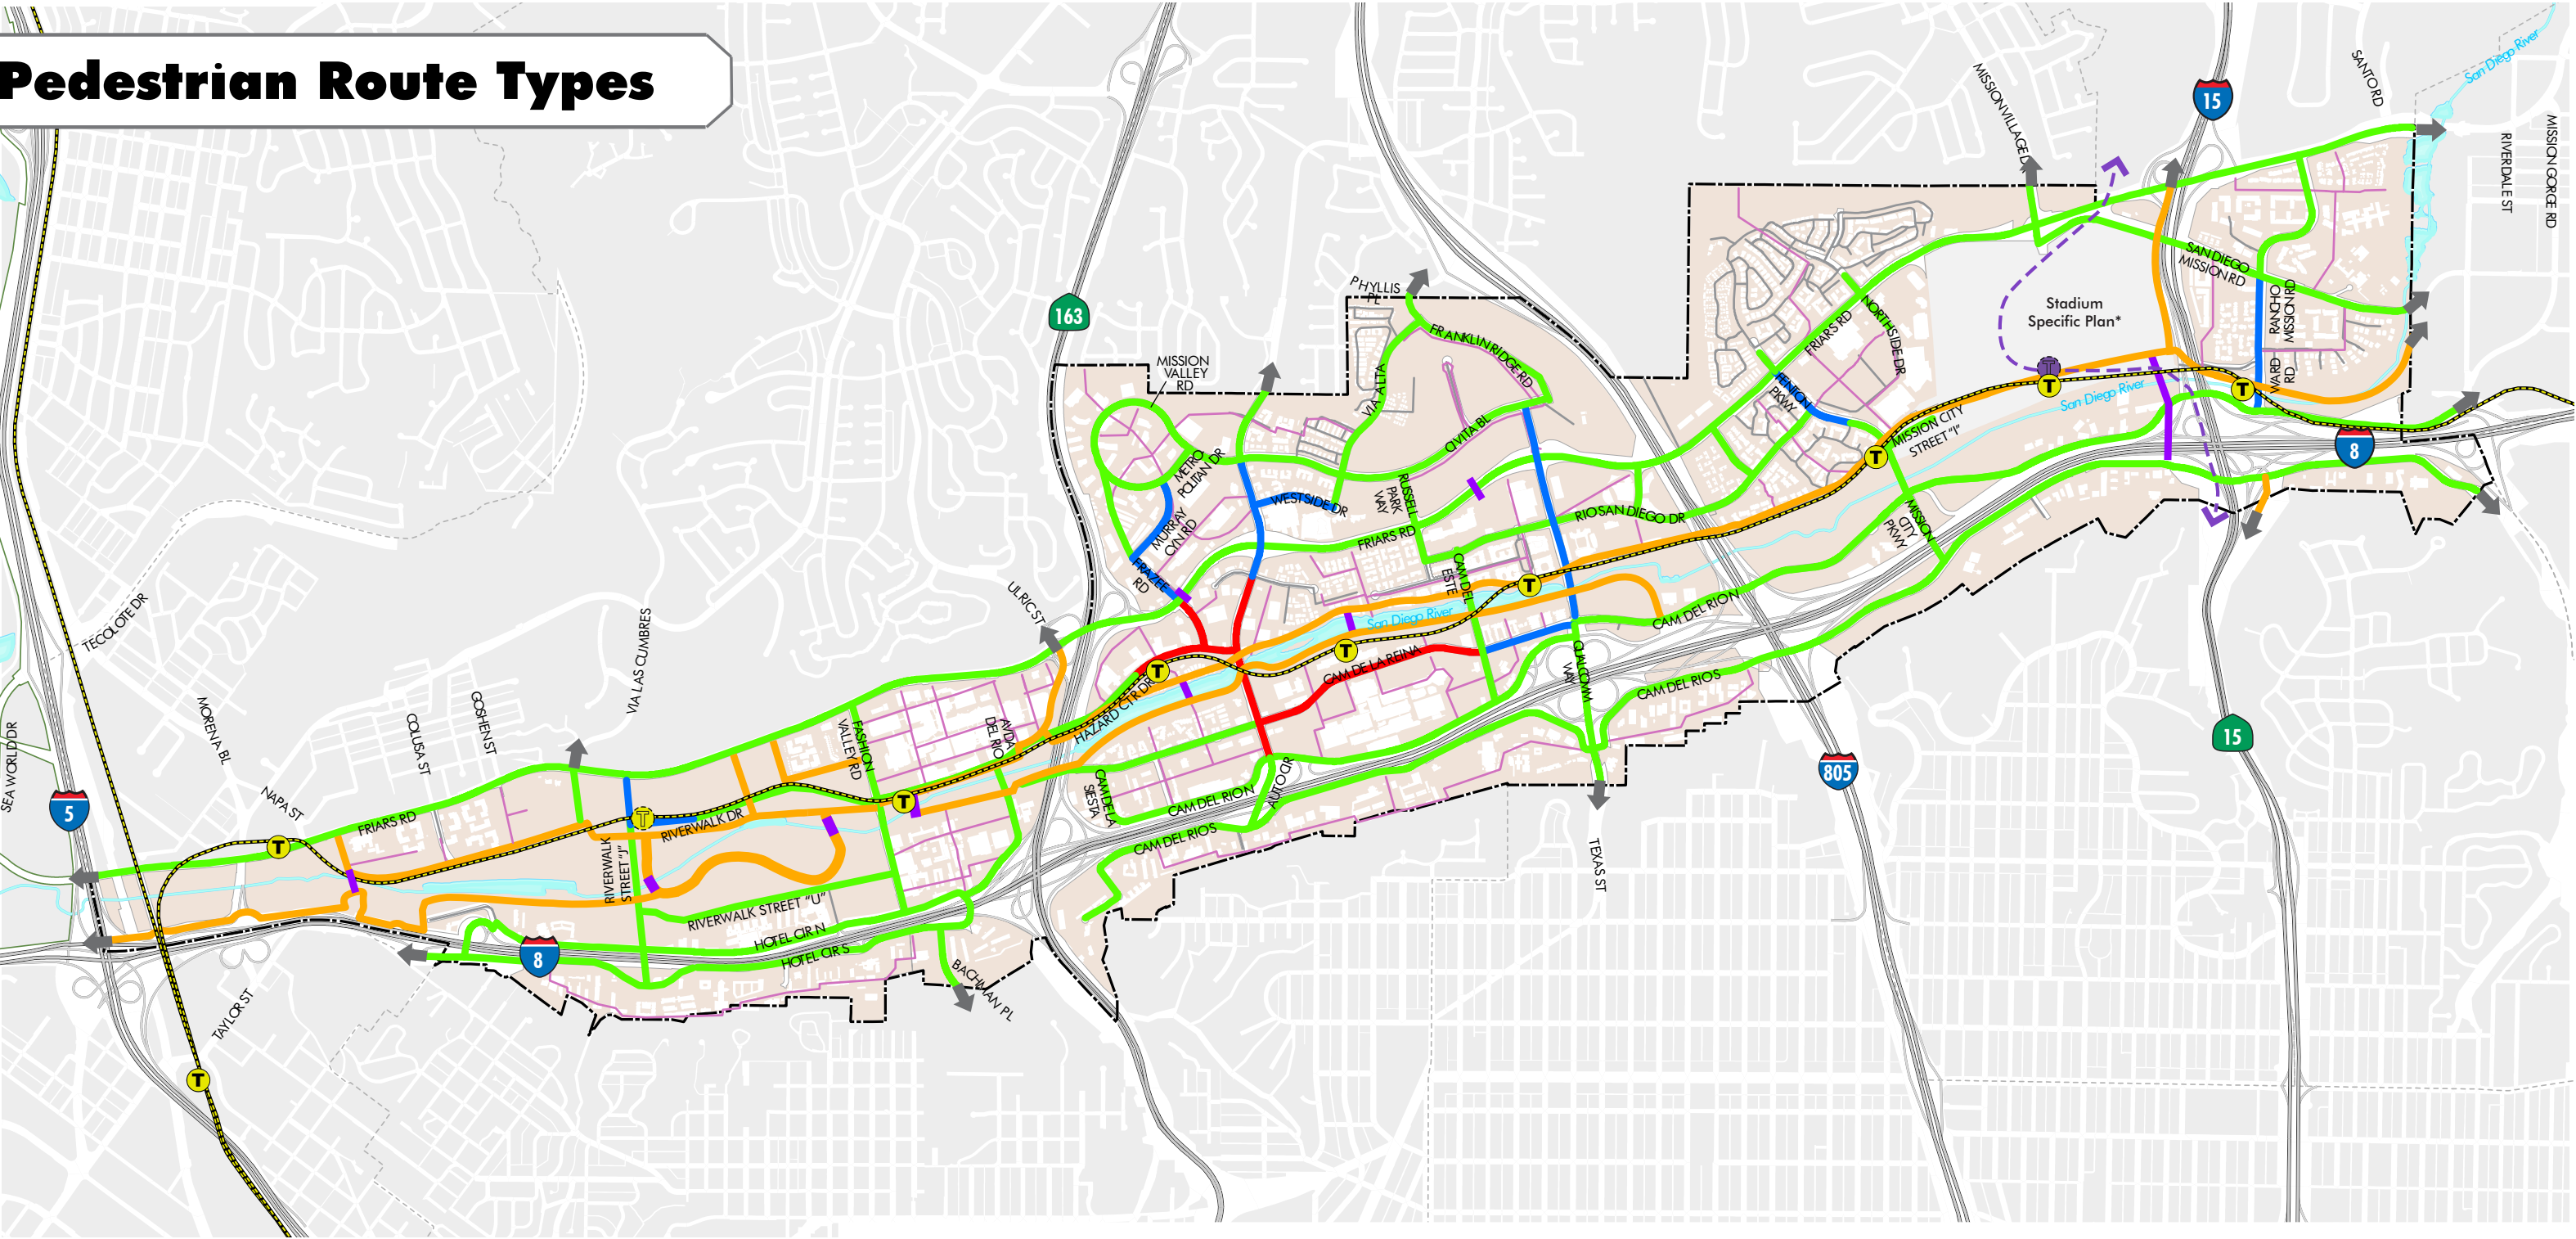 Pedestrian Route Types
San Diego River
SANTO RD
MISSION VILLAGE D
15
RIVERDALE ST
MISSION GORGE RD
SAN DIEGO
MISSION RD
PHYLLIS
PL
163
Stadium
Specific Plan*
RANCHO
MISSION RD
NORTHSIDE DR
FRIARS RD
FRANKLIN RIDGE RD
MISSION
VALLEY
RD
VIA ALTA
FENTON
PKWY
WARD
RD
San Diego River
T
T
CIVITA BL
MISSION CITY
STREET "I"
T
8
METRO
POLITAN DR
RUSSELL
PARK
WAY
WESTSIDE DR
MURRAY
CYN RD
RIO SAN DIEGO DR
FRIARS RD
MISSION
CITY
PKWY
FRAZEE
RD
CAM DEL
ESTE
T
ULRIC ST
TECOLOTE DR
San Diego River
CAM DEL RIO N
VIA LAS CUMBRES
T
T
CAM DE LA REINA
QUALCOMM
WAY
CAM DEL RIO S
HAZARD CTR DR
MORENA BL
COLUSA ST
GOSHEN ST
FASHION
VALLEY RD
AVDA
DEL RIO
15
SEA WORLD DR
5
NAPA ST
805
AUTO CIR
CAM DE LA
SIESTA
CAM DEL RIO N
T
T
FRIARS RD
RIVERWALK DR
T
CAM DEL RIO S
TEXAS ST
RIVERWALK
STREET "J"
RIVERWALK STREET "U"
HOTEL CIR N
HOTEL CIR S
8
BACHMAN PL
TAYLOR ST
T